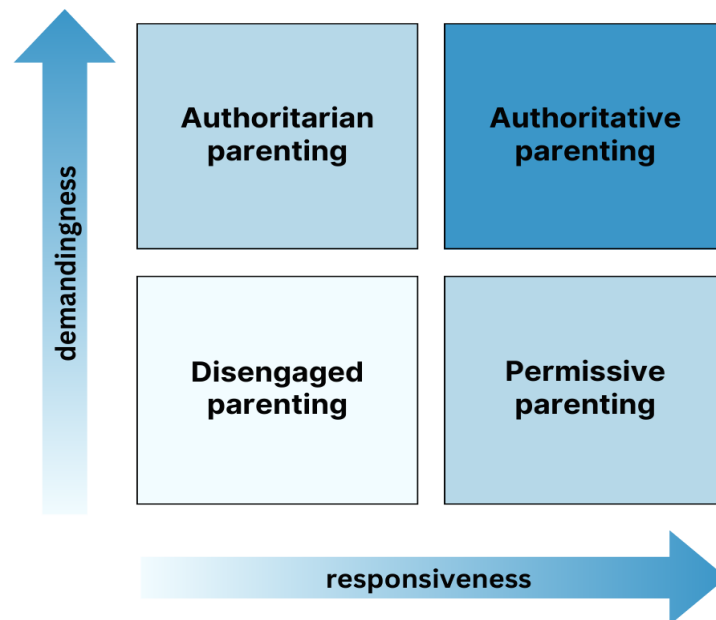 Authoritarian
parenting
Authoritative
parenting
demandingness
Disengaged
parenting
Permissive
parenting
responsiveness